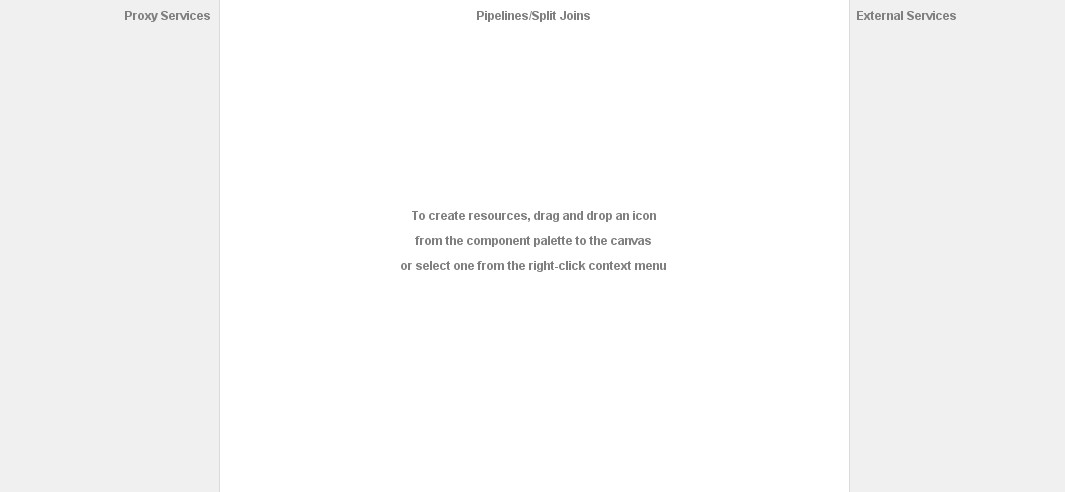 Proxy Services
Pipelines/Split Joins
External Services
To create resources, drag and drop an icon
from the component palette to the canvas
or select one from the right-click context menu